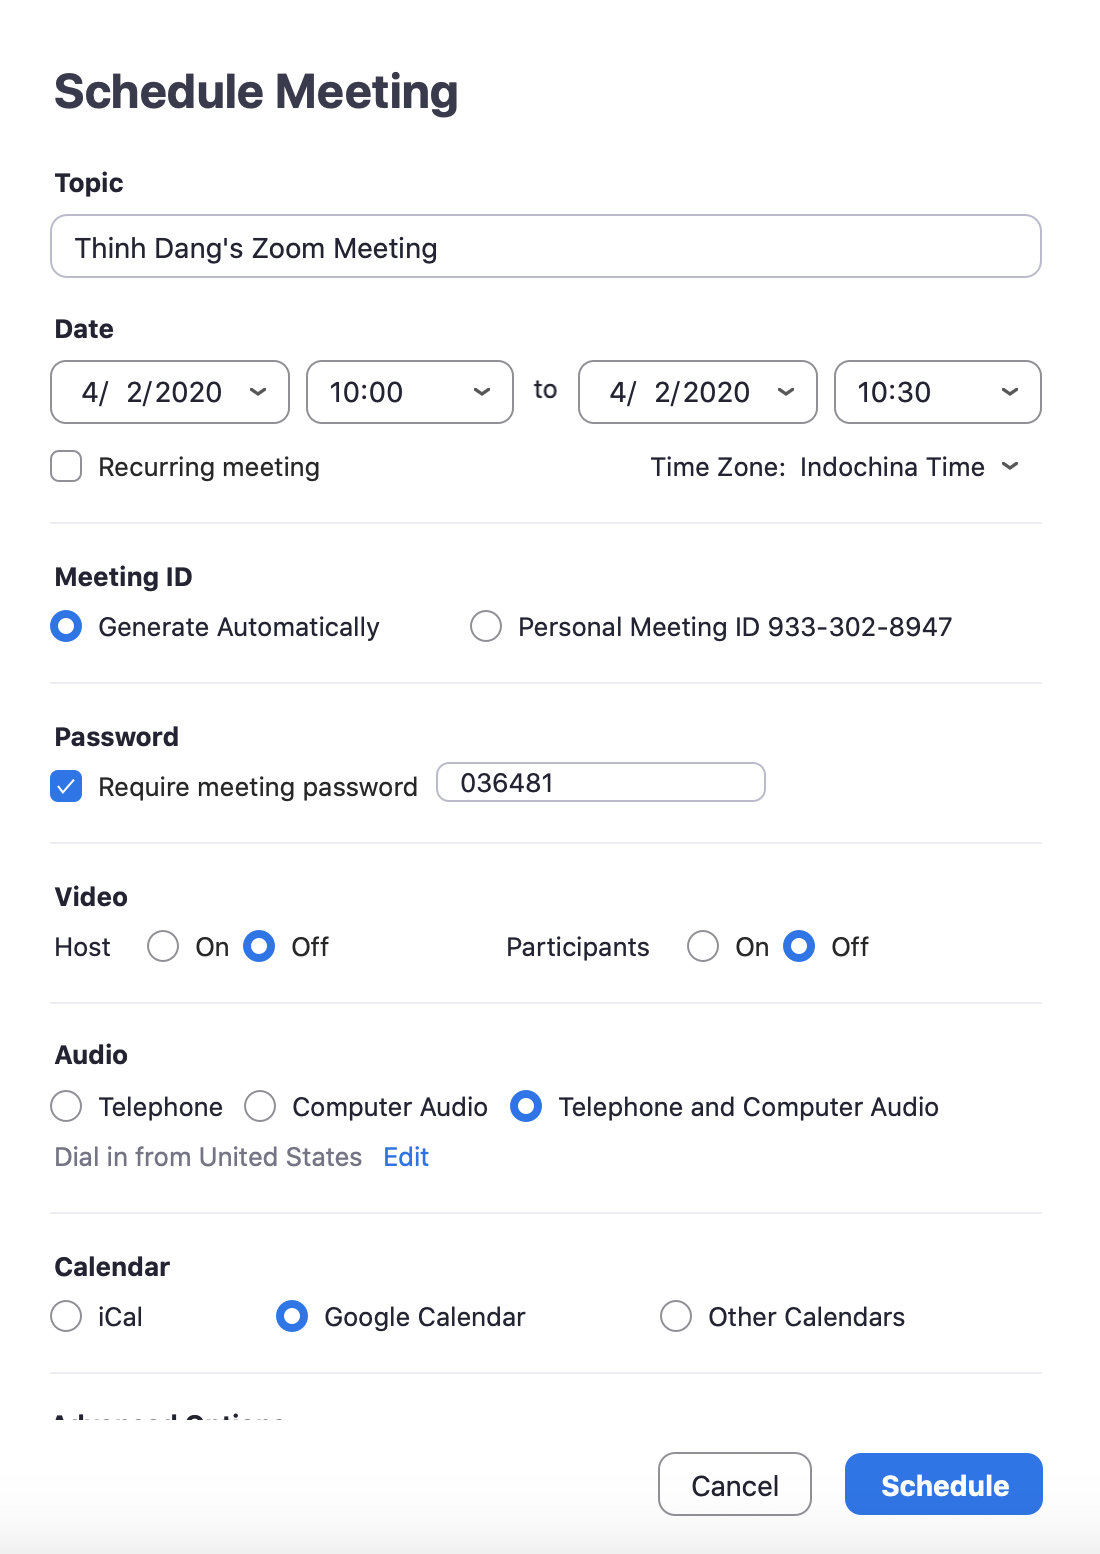 Schedule Meeting
Topic
Thinh Dang's Zoom Meeting
Date
4/ 2/2020 10:00 to 4/ 2/2020 10:30
Recurring meeting Time Zone: Indochina Time
Meeting ID
Generate Automatically Personal Meeting ID 933-302-8947
Password
Require meeting password 036481
Video
Host On Off Participants On Off
Audio
Telephone Computer Audio Telephone and Computer Audio
Dial in from United States Edit
Calendar
iCal Google Calendar Other Calendars
Advanced Options
Cancel Schedule